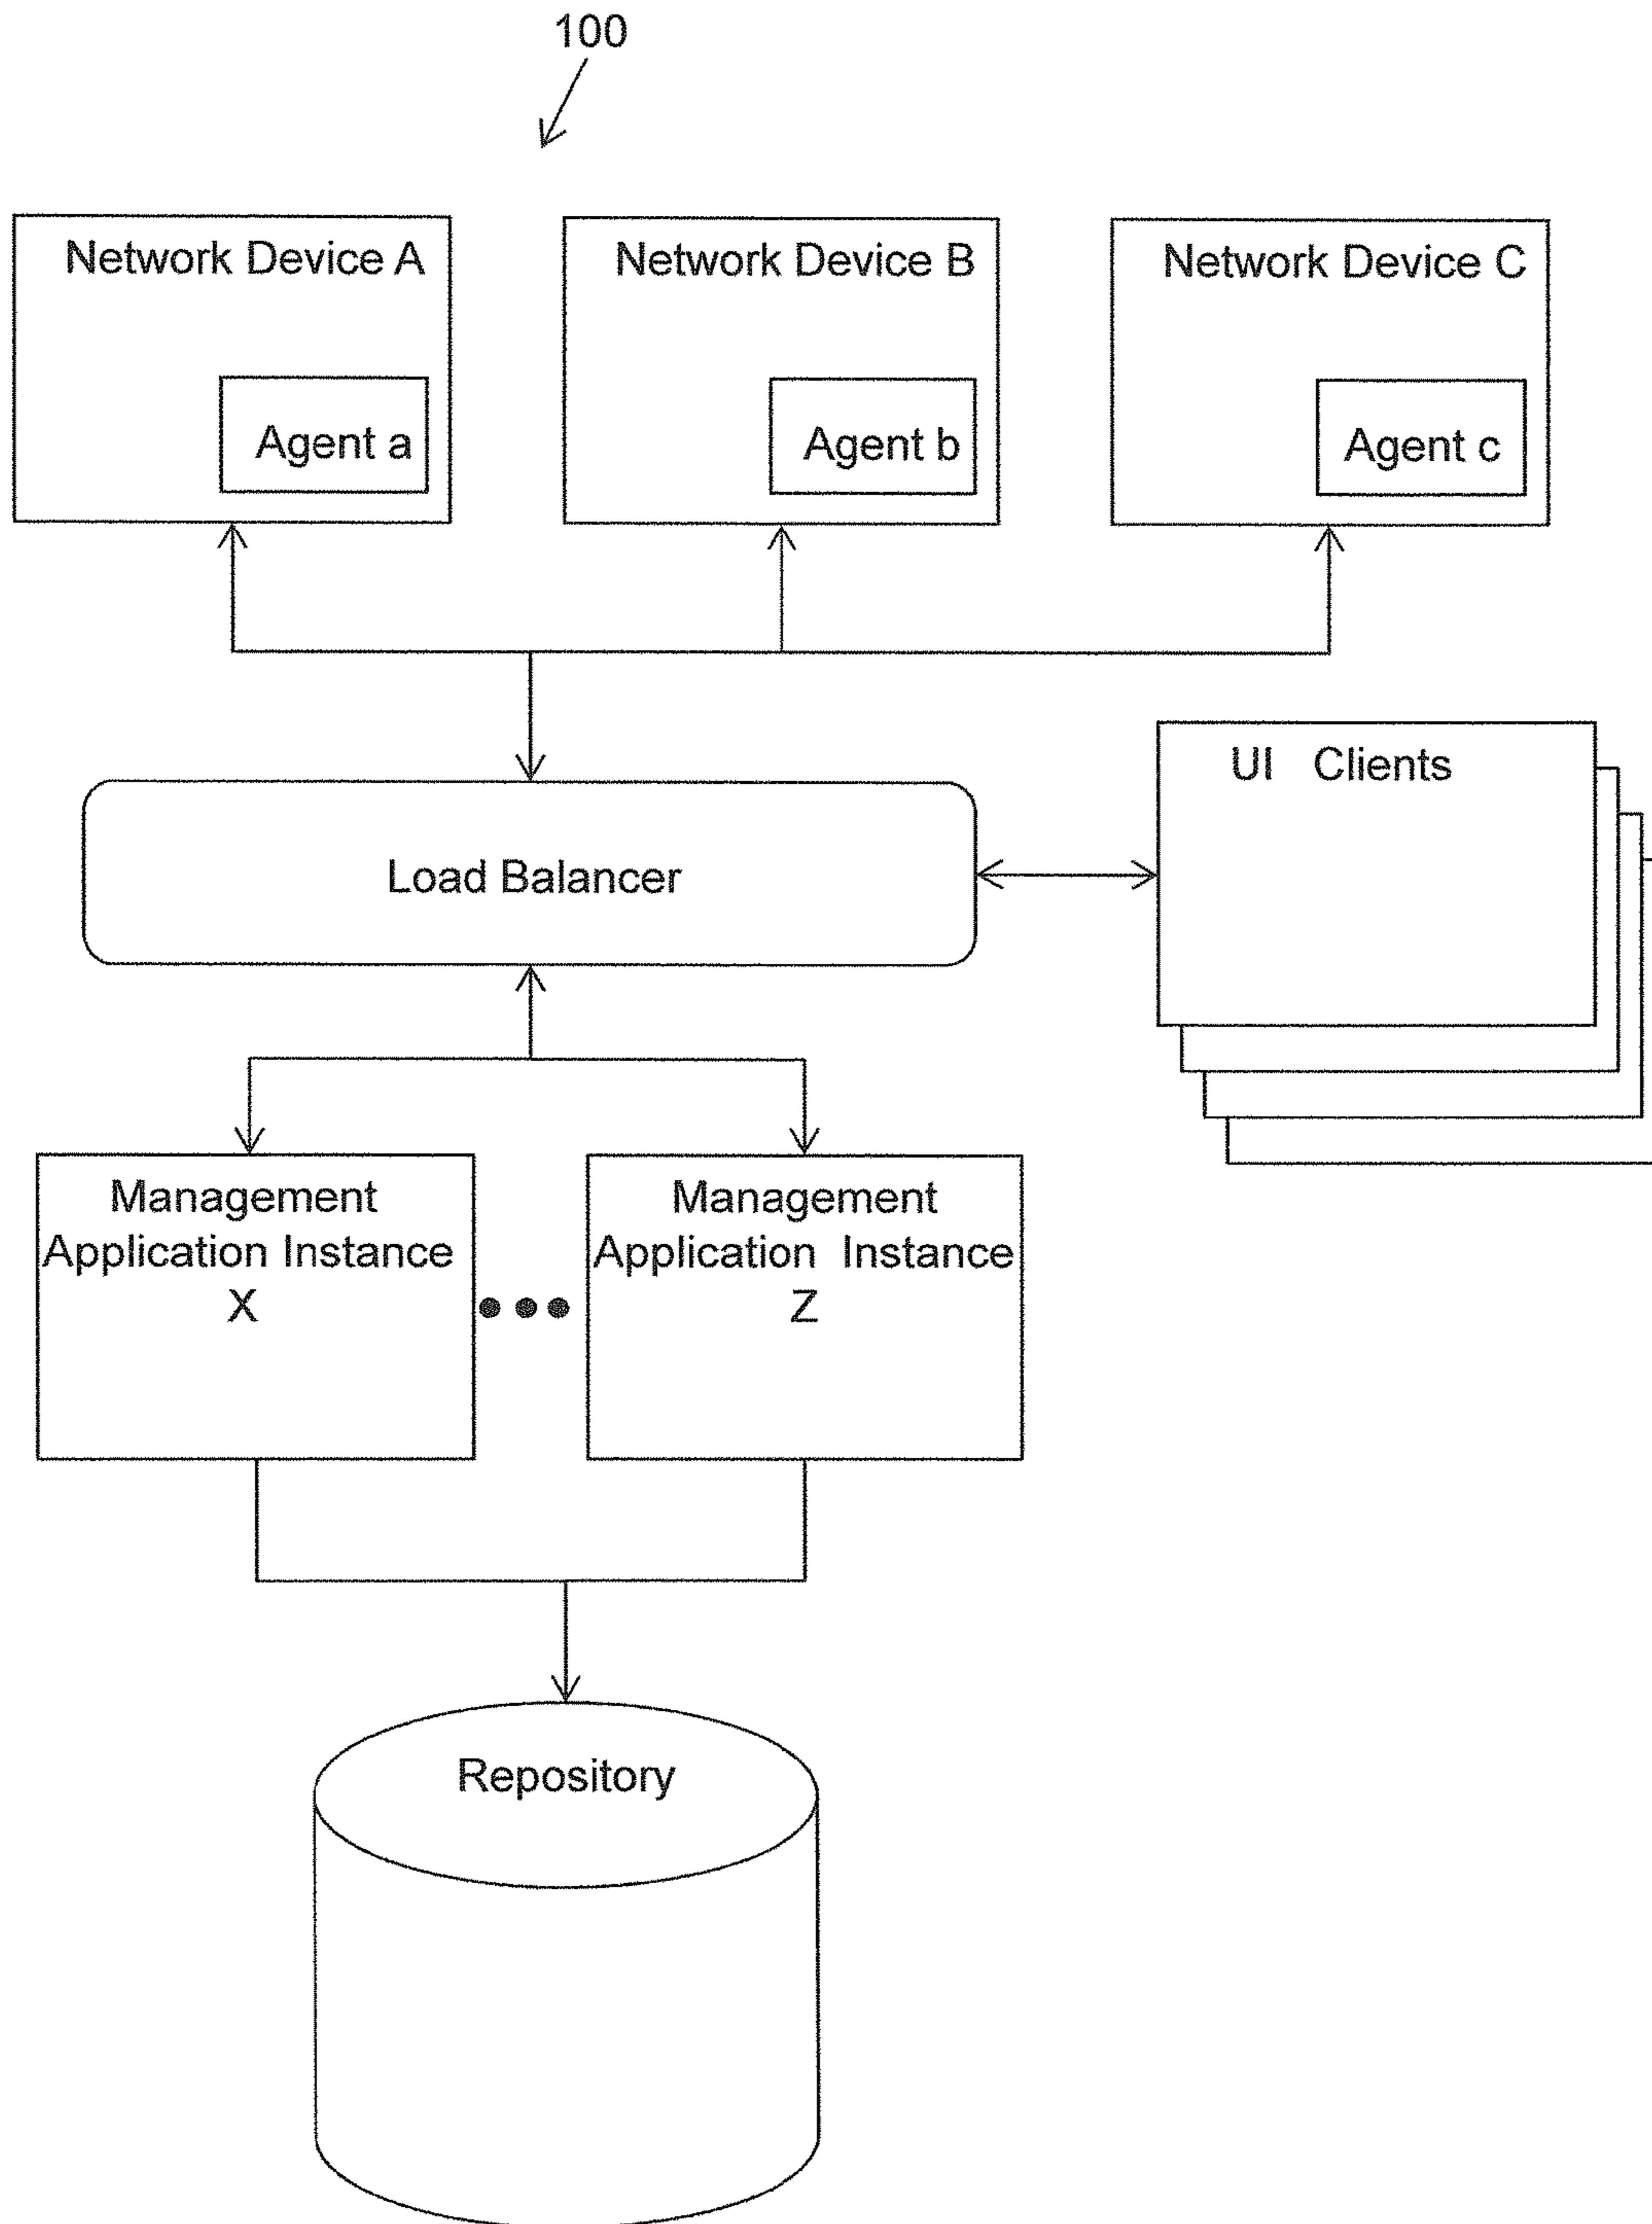 100
Network Device A
Network Device B
Network Device C
Agent a
Agent b
Agent c
UI Clients
Load Balancer
Management
Application Instance
X
Management
Application Instance
Z
Repository